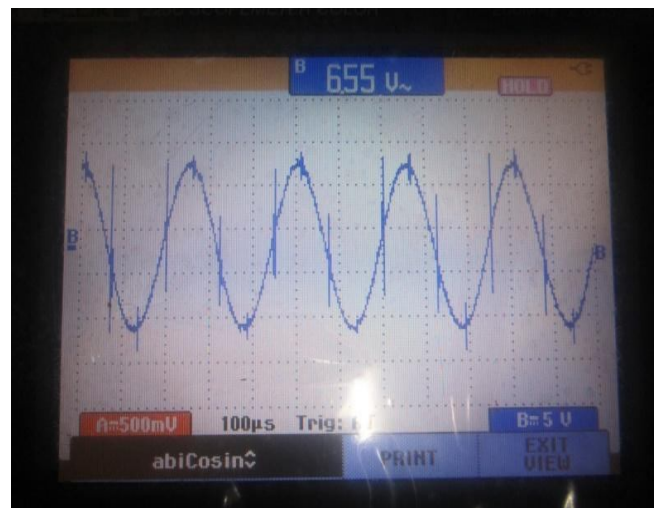 B 6.55 V~
HOLD
B
B
A=500mV 100µs Trig: B=5 V
abiCosin PRINT EXIT VIEW